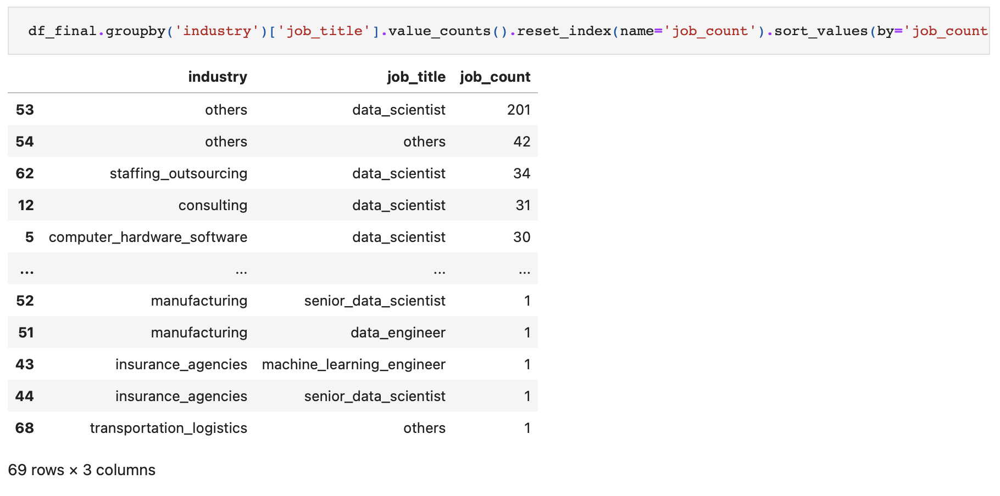 df_final.groupby('industry')['job_title'].value_counts().reset_index(name='job_count').sort_values(by='job_count
industry job_title job_count
53 others data_scientist 201
54 others others 42
62 staffing_outsourcing data_scientist 34
12 consulting data_scientist 31
5 computer_hardware_software data_scientist 30
... ... ... ...
52 manufacturing senior_data_scientist 1
51 manufacturing data_engineer 1
43 insurance_agencies machine_learning_engineer 1
44 insurance_agencies senior_data_scientist 1
68 transportation_logistics others 1
69 rows × 3 columns